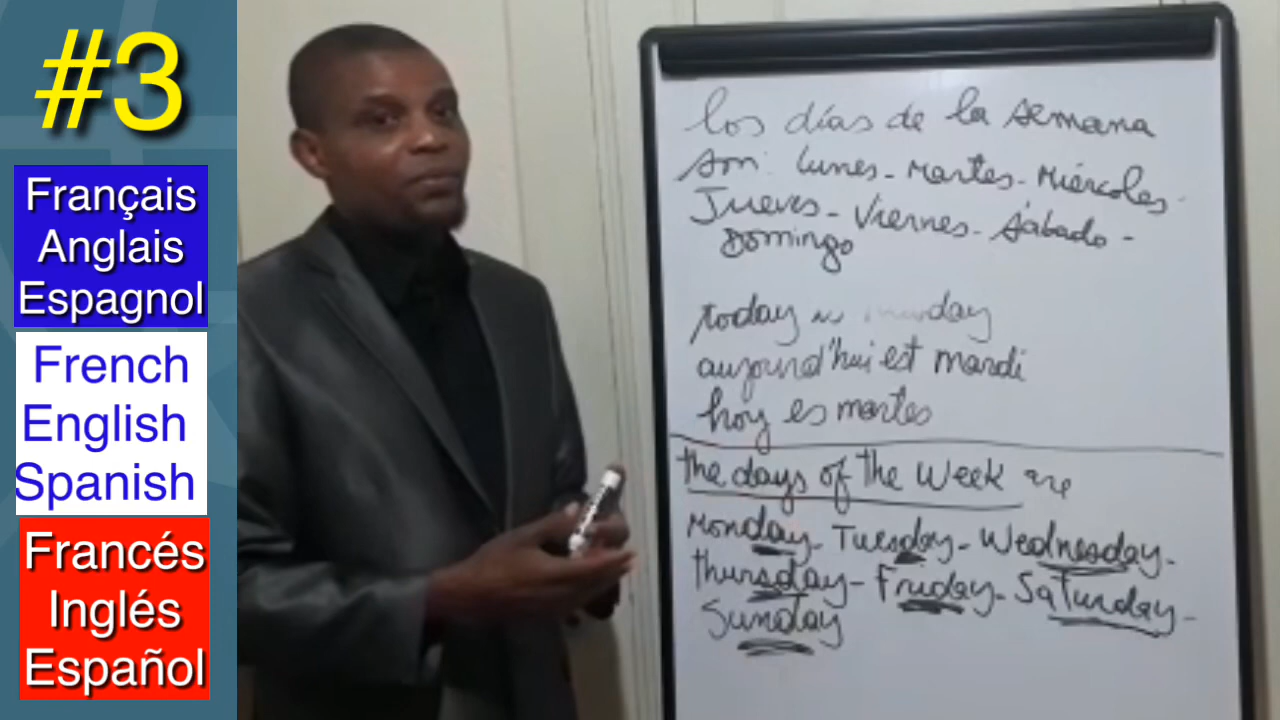 #3
Français
Anglais
Espagnol
French
English
Spanish
Francés
Inglés
Español
los días de la semana
son: lunes - Martes - Miércoles -
Jueves - Viernes - sábado -
Domingo
today is
aujourd'hui est mardi
hoy es martes
the days of the week are
Monday - Tuesday - Wednesday -
thursday - Friday - Saturday -
Sunday